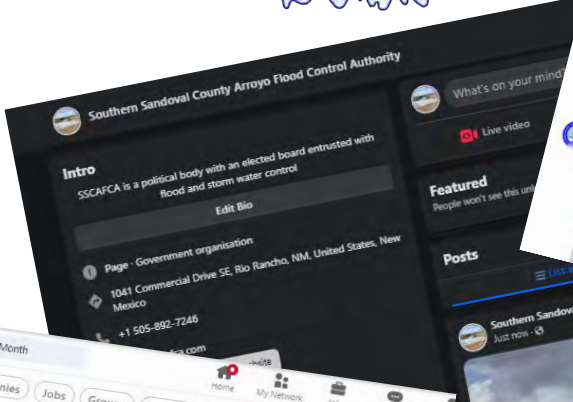 Southern Sandoval County Arroyo Flood Control Authority
Intro
SSCAFCA is a political body with an elected board entrusted with
flood and storm water control
Edit Bio
Page · Government organisation
1041 Commercial Drive SE, Rio Rancho, NM, United States, New
Mexico
+1 505-892-7246
What's on your mind?
Live video
Featured
People won't see this
Posts
List
Southern
Just now ·
Month
Jobs
Home
My Network